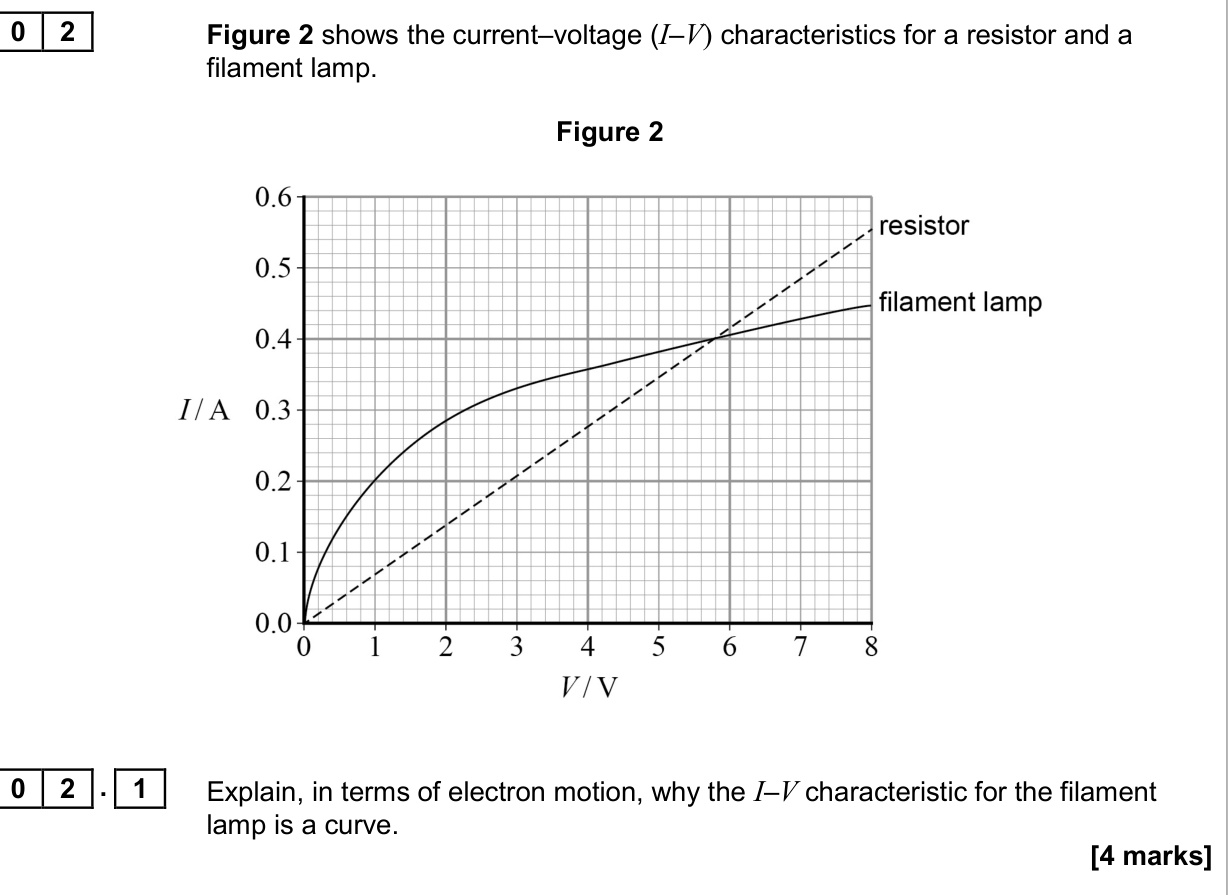 0 2 Figure 2 shows the current–voltage (I–V) characteristics for a resistor and a
filament lamp.
Figure 2
0.6
resistor
0.5
filament lamp
0.4
I / A 0.3
0.2
0.1
0.0
0 1 2 3 4 5 6 7 8
V / V
0 2 . 1 Explain, in terms of electron motion, why the I–V characteristic for the filament
lamp is a curve.
[4 marks]